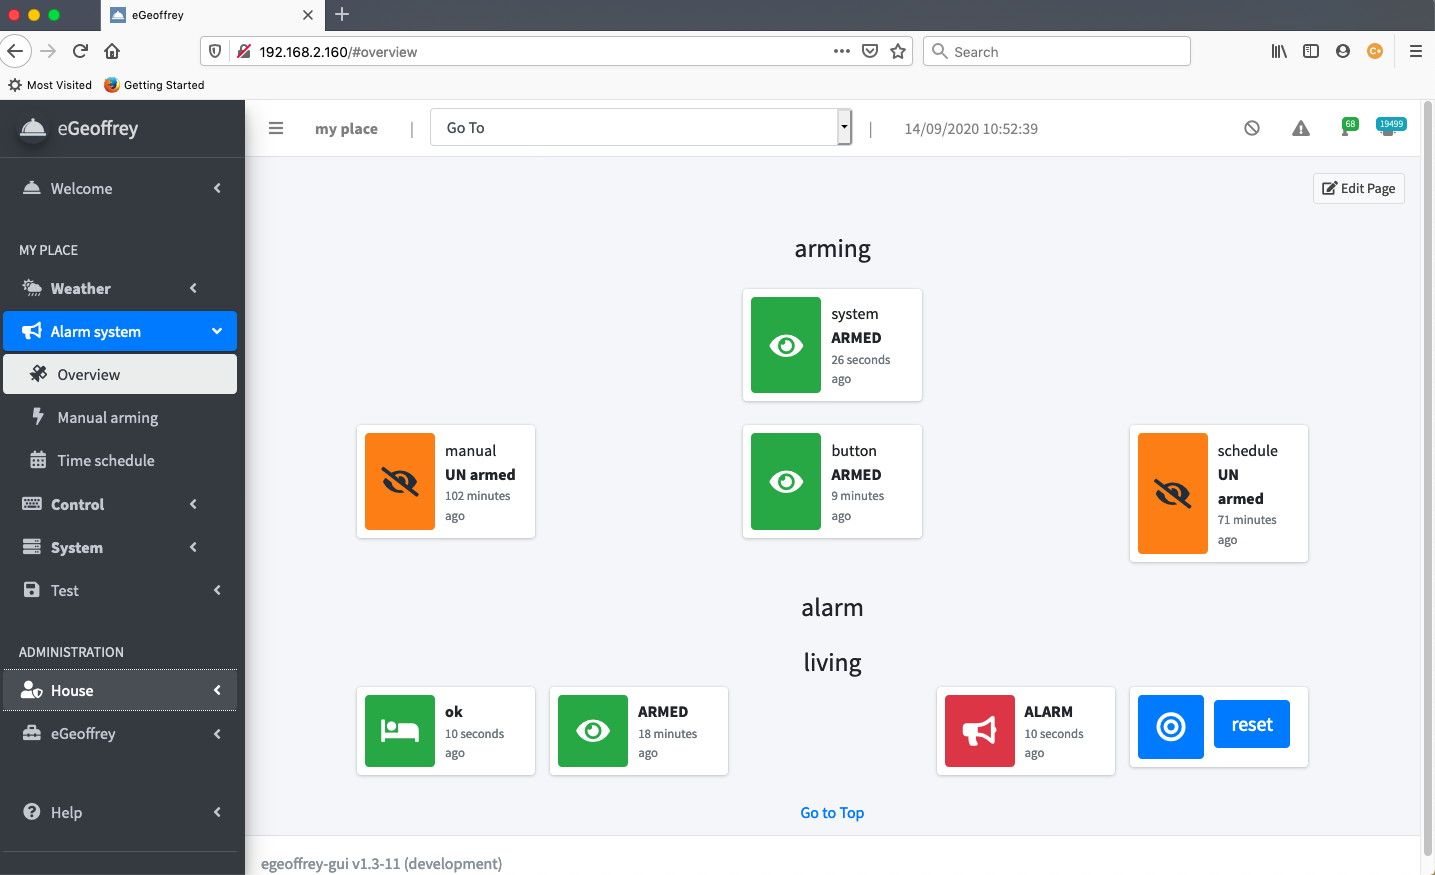 eGeoffrey
192.168.2.160/#overview
Search
Most Visited
Getting Started
eGeoffrey
my place
|
Go To
|
14/09/2020 10:52:39
68
19499
Welcome
Edit Page
MY PLACE
Weather
Alarm system
Overview
Manual arming
Time schedule
Control
System
Test
ADMINISTRATION
House
eGeoffrey
Help
arming
system
ARMED
26 seconds
ago
manual
UN armed
102 minutes
ago
button
ARMED
9 minutes
ago
schedule
UN
armed
71 minutes
ago
alarm
living
ok
10 seconds
ago
ARMED
18 minutes
ago
ALARM
10 seconds
ago
reset
Go to Top
egeoffrey-gui v1.3-11 (development)